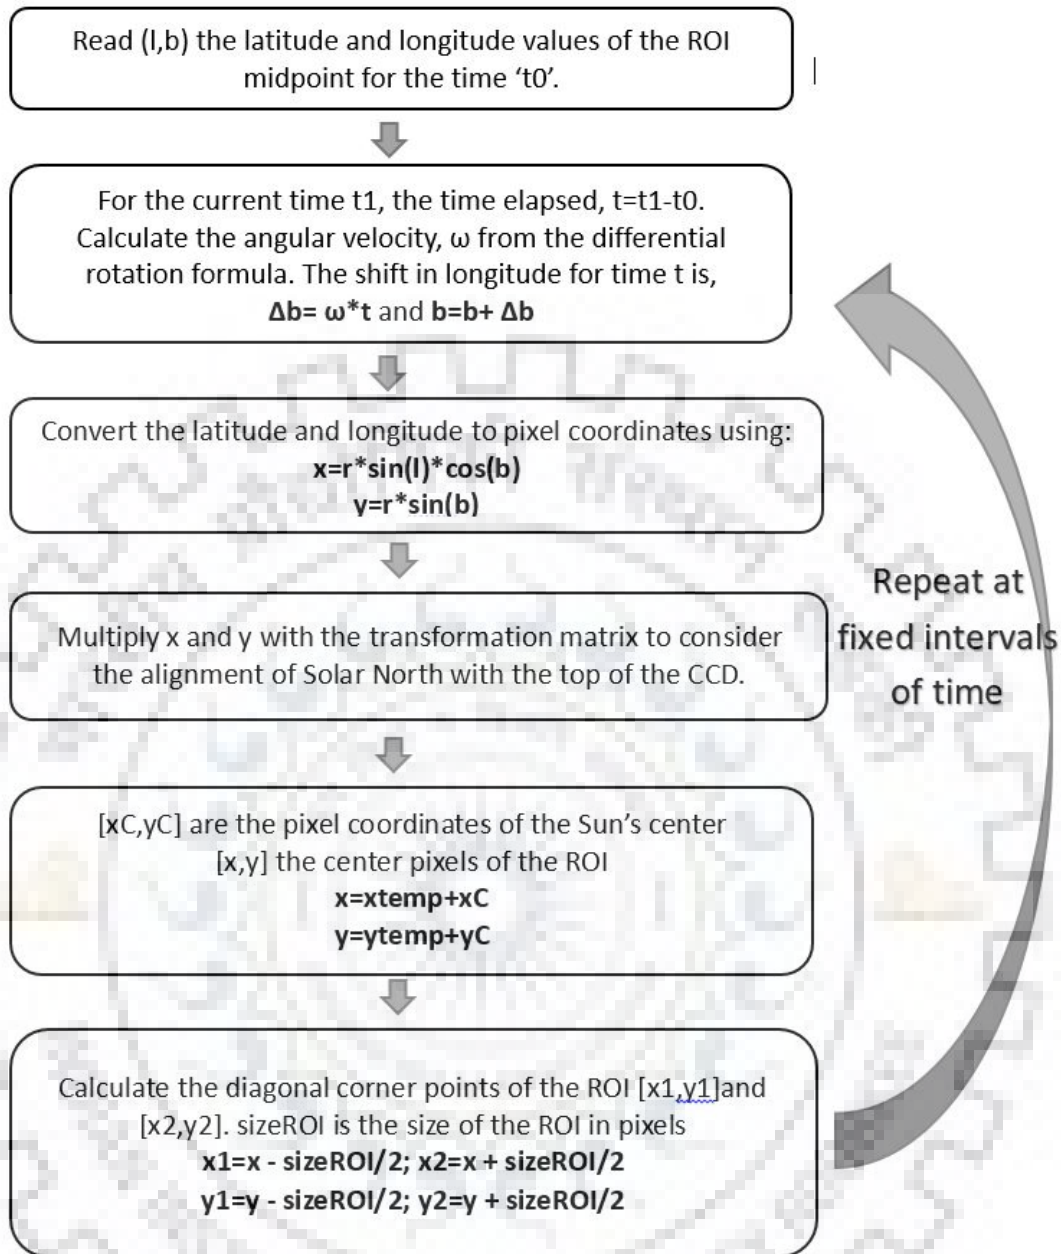 Read (l,b) the latitude and longitude values of the ROI
midpoint for the time ‘t0’.
For the current time t1, the time elapsed, t=t1-t0.
Calculate the angular velocity, ω from the differential
rotation formula. The shift in longitude for time t is,
Δb= ω*t and b=b+ Δb
Convert the latitude and longitude to pixel coordinates using:
x=r*sin(l)*cos(b)
y=r*sin(b)
Multiply x and y with the transformation matrix to consider
the alignment of Solar North with the top of the CCD.
[xC,yC] are the pixel coordinates of the Sun’s center
[x,y] the center pixels of the ROI
x=xtemp+xC
y=ytemp+yC
Calculate the diagonal corner points of the ROI [x1,y1]and
[x2,y2]. sizeROI is the size of the ROI in pixels
x1=x - sizeROI/2; x2=x + sizeROI/2
y1=y - sizeROI/2; y2=y + sizeROI/2
Repeat at
fixed intervals
of time